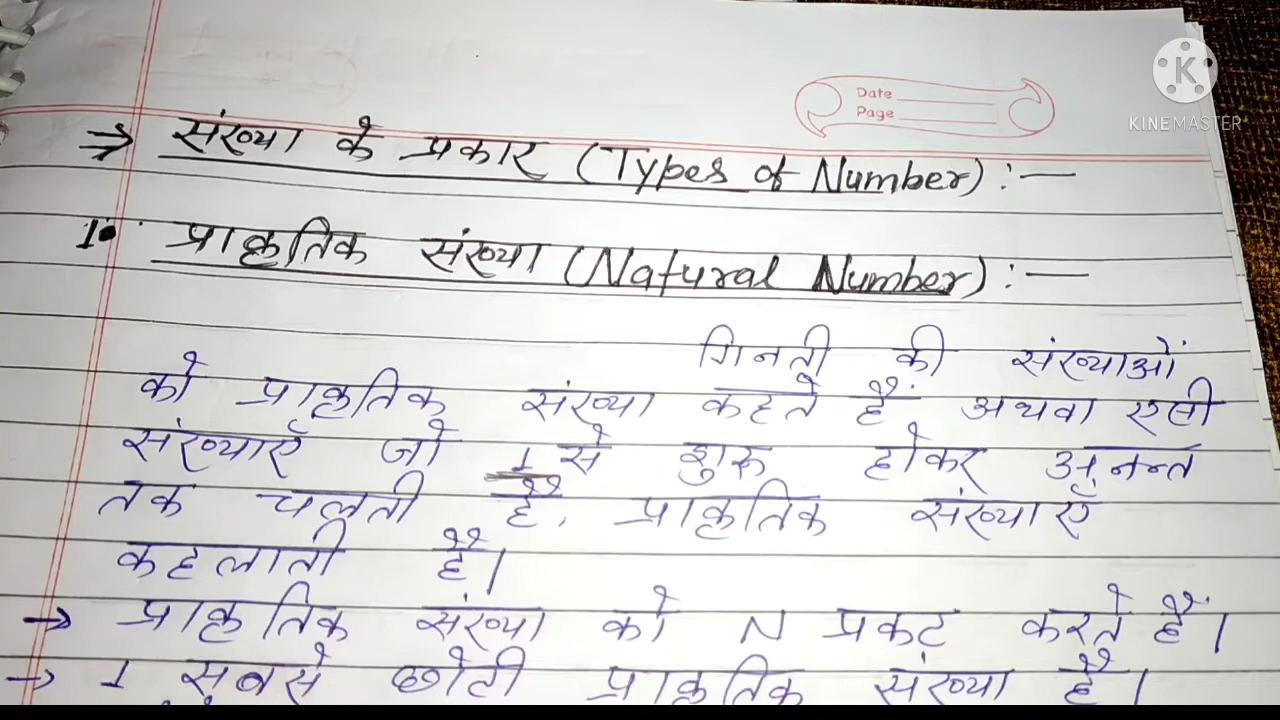 Date
Page
K
KINEMASTER
⇒ संख्या के प्रकार (Types of Number) :—
1. प्राकृतिक संख्या (Natural Number) :—
गिनती की संख्याओं
को प्राकृतिक संख्या कहते हैं अथवा ऐसी
संख्याएँ जो 1 से शुरू होकर अनन्त
तक चलती हैं, प्राकृतिक संख्याएँ
कहलाती हैं।
→ प्राकृतिक संख्या को N प्रकट करते हैं।
→ 1 सबसे छोटी प्राकृतिक संख्या है।